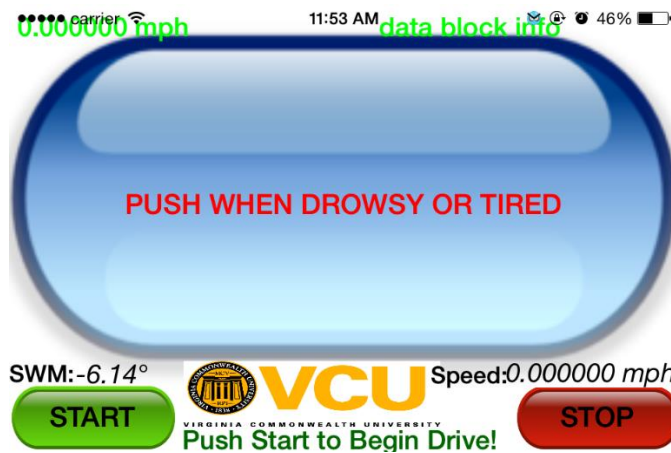 carrier 11:53 AM 46%
0.000000 mph data block info
PUSH WHEN DROWSY OR TIRED
SWM:-6.14° Speed:0.000000 mph
VCU
VIRGINIA COMMONWEALTH UNIVERSITY
START STOP
Push Start to Begin Drive!